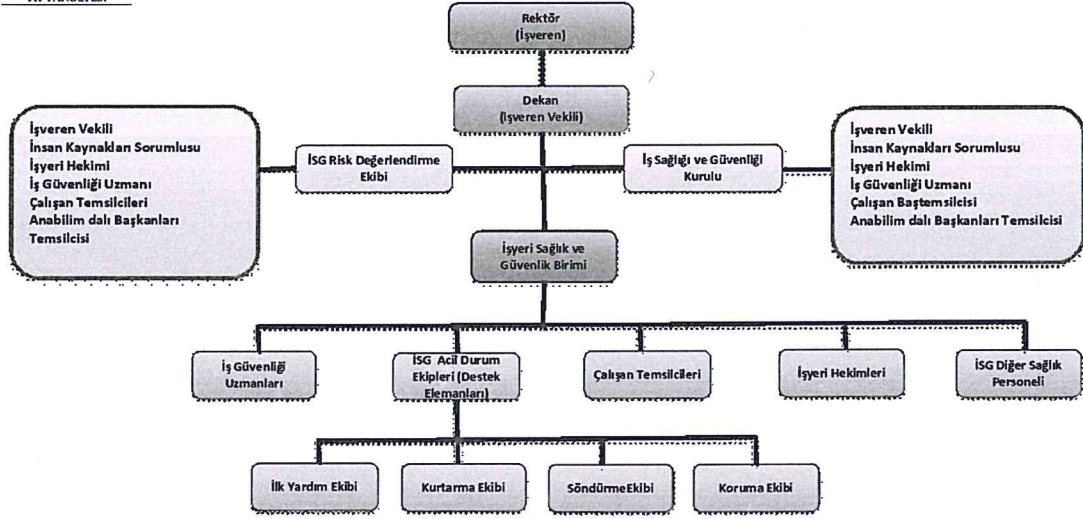 Rektör
(İşveren)
Dekan
(İşveren Vekili)
İşveren Vekili
İnsan Kaynakları Sorumlusu
İşyeri Hekimi
İş Güvenliği Uzmanı
Çalışan Temsilcileri
Anabilim dalı Başkanları
Temsilcisi
İSG Risk Değerlendirme
Ekibi
İş Sağlığı ve Güvenliği
Kurulu
İşveren Vekili
İnsan Kaynakları Sorumlusu
İşyeri Hekimi
İş Güvenliği Uzmanı
Çalışan Baştemsilcisi
Anabilim dalı Başkanları Temsilcisi
İşyeri Sağlık ve
Güvenlik Birimi
İş Güvenliği
Uzmanları
İSG Acil Durum
Ekipleri (Destek
Elemanları)
Çalışan Temsilcileri
İşyeri Hekimleri
İSG Diğer Sağlık
Personeli
İlk Yardım Ekibi
Kurtarma Ekibi
SöndürmeEkibi
Koruma Ekibi